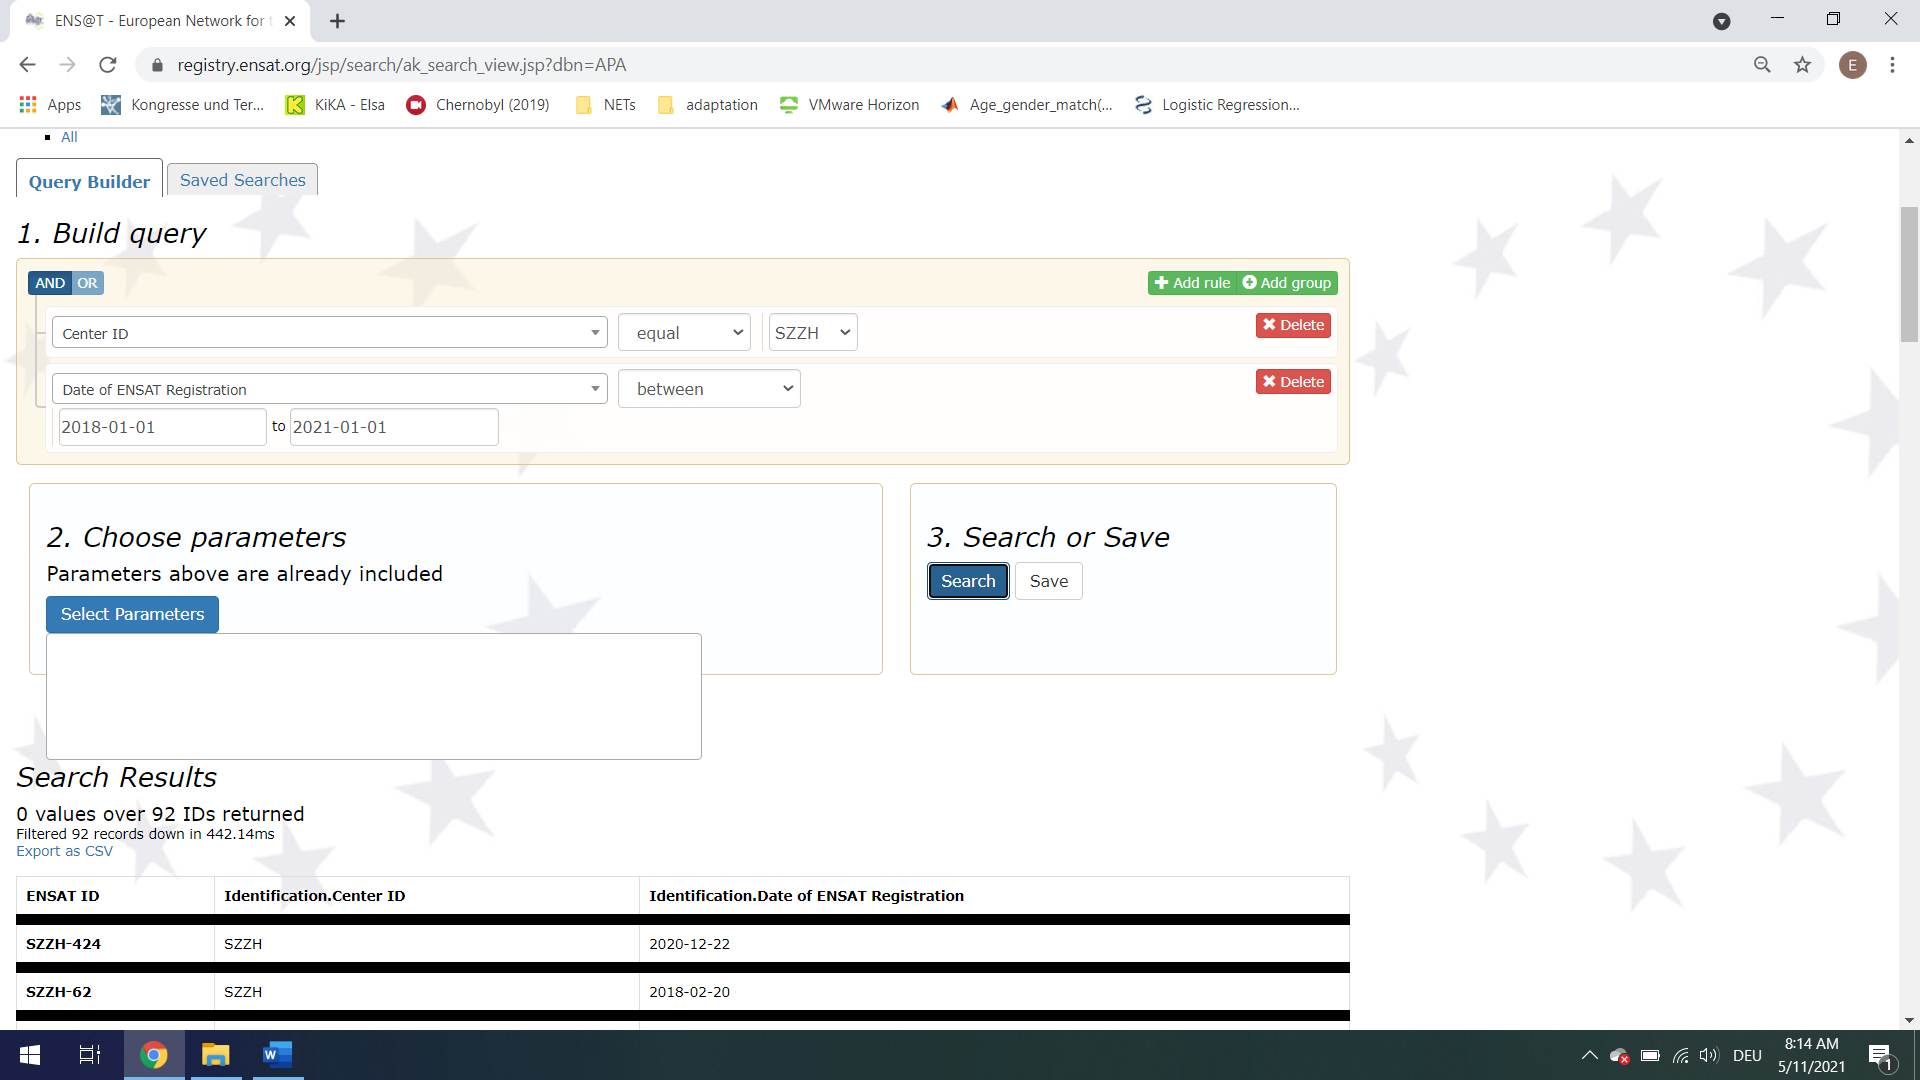 ENS@T - European Network for t
registry.ensat.org/jsp/search/ak_search_view.jsp?dbn=APA
E
Apps
Kongresse und Ter...
KiKA - Elsa
Chernobyl (2019)
NETs
adaptation
VMware Horizon
Age_gender_match(...
Logistic Regression...
All
Query Builder
Saved Searches
1. Build query
AND OR
Add rule
Add group
Center ID
equal
SZZH
Delete
Date of ENSAT Registration
between
Delete
2018-01-01 to 2021-01-01
2. Choose parameters
Parameters above are already included
Select Parameters
3. Search or Save
Search
Save
Search Results
0 values over 92 IDs returned
Filtered 92 records down in 442.14ms
Export as CSV
ENSAT ID
Identification.Center ID
Identification.Date of ENSAT Registration
SZZH-424
SZZH
2020-12-22
SZZH-62
SZZH
2018-02-20
DEU
8:14 AM
5/11/2021
1